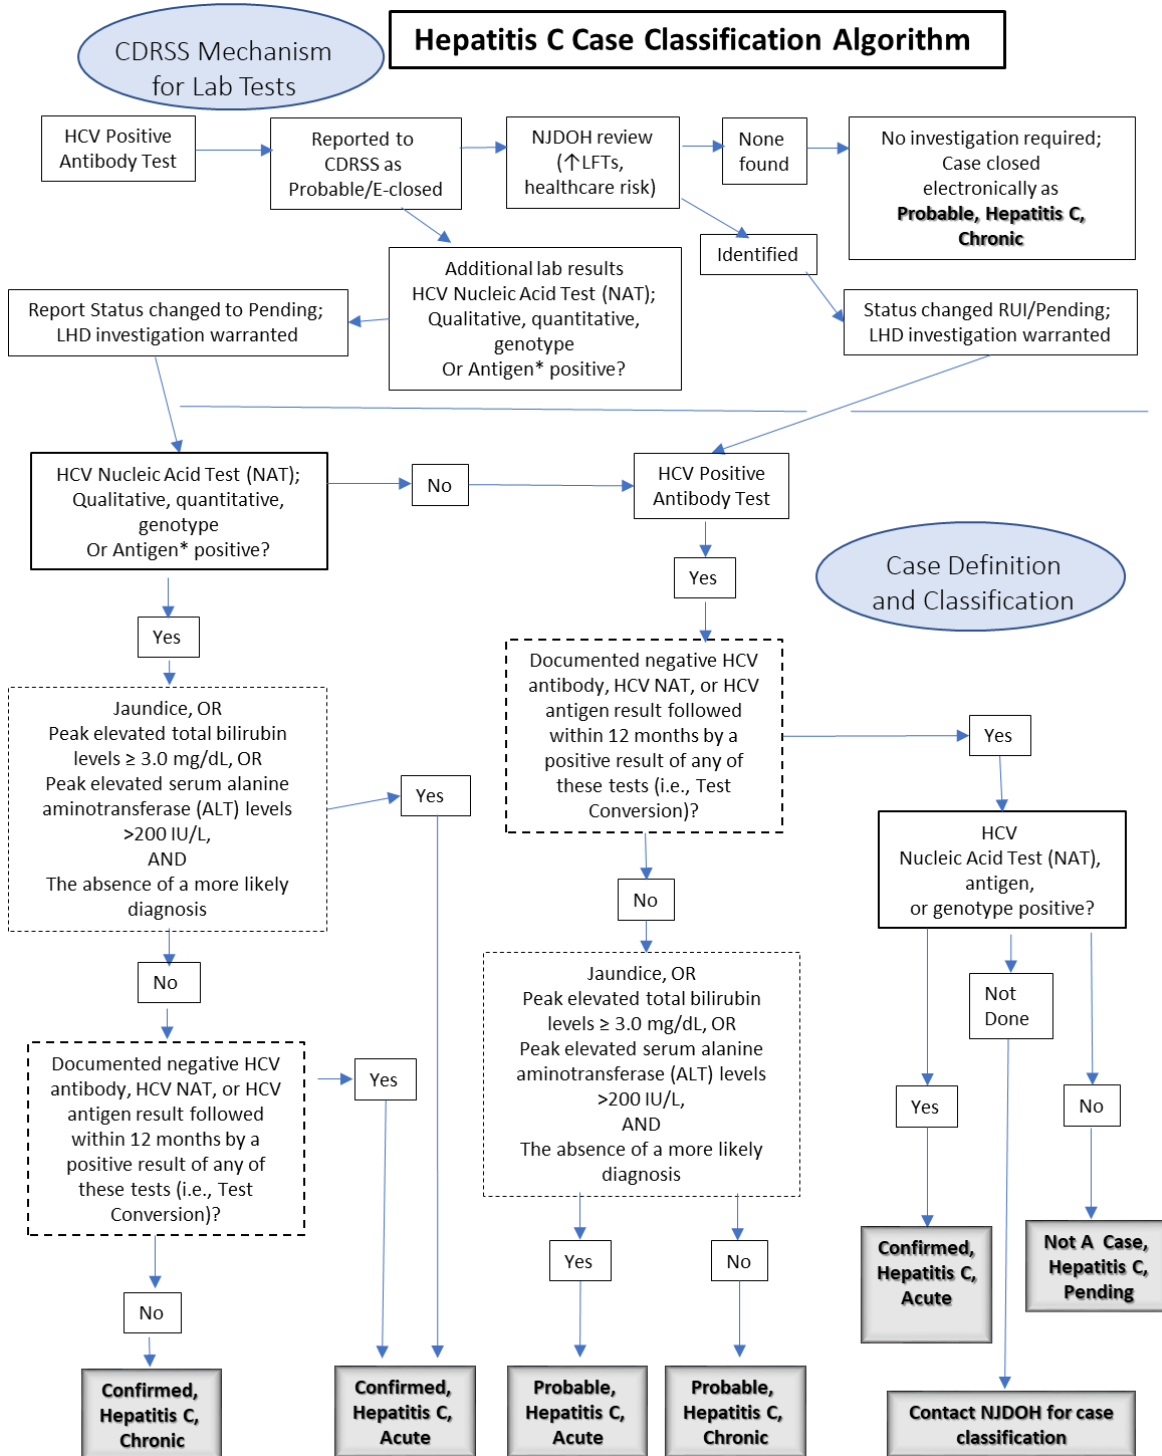 CDRSS Mechanism
for Lab Tests
Hepatitis C Case Classification Algorithm
HCV Positive
Antibody Test
Reported to
CDRSS as
Probable/E-closed
NJDOH review
(↑LFTs,
healthcare risk)
None
found
No investigation required;
Case closed
electronically as
Probable, Hepatitis C,
Chronic
Identified
Additional lab results
HCV Nucleic Acid Test (NAT);
Qualitative, quantitative,
genotype
Or Antigen* positive?
Report Status changed to Pending;
LHD investigation warranted
Status changed RUI/Pending;
LHD investigation warranted
HCV Nucleic Acid Test (NAT);
Qualitative, quantitative,
genotype
Or Antigen* positive?
No
HCV Positive
Antibody Test
Yes
Case Definition
and Classification
Yes
Documented negative HCV
antibody, HCV NAT, or HCV
antigen result followed
within 12 months by a
positive result of any of
these tests (i.e., Test
Conversion)?
Yes
Jaundice, OR
Peak elevated total bilirubin
levels ≥ 3.0 mg/dL, OR
Peak elevated serum alanine
aminotransferase (ALT) levels
>200 IU/L,
AND
The absence of a more likely
diagnosis
Yes
HCV
Nucleic Acid Test (NAT),
antigen,
or genotype positive?
No
No
Jaundice, OR
Peak elevated total bilirubin
levels ≥ 3.0 mg/dL, OR
Peak elevated serum alanine
aminotransferase (ALT) levels
>200 IU/L,
AND
The absence of a more likely
diagnosis
Not
Done
Documented negative HCV
antibody, HCV NAT, or HCV
antigen result followed
within 12 months by a
positive result of any of
these tests (i.e., Test
Conversion)?
Yes
Yes
No
Yes
No
Confirmed,
Hepatitis C,
Acute
Not A Case,
Hepatitis C,
Pending
No
Confirmed,
Hepatitis C,
Chronic
Confirmed,
Hepatitis C,
Acute
Probable,
Hepatitis C,
Acute
Probable,
Hepatitis C,
Chronic
Contact NJDOH for case
classification